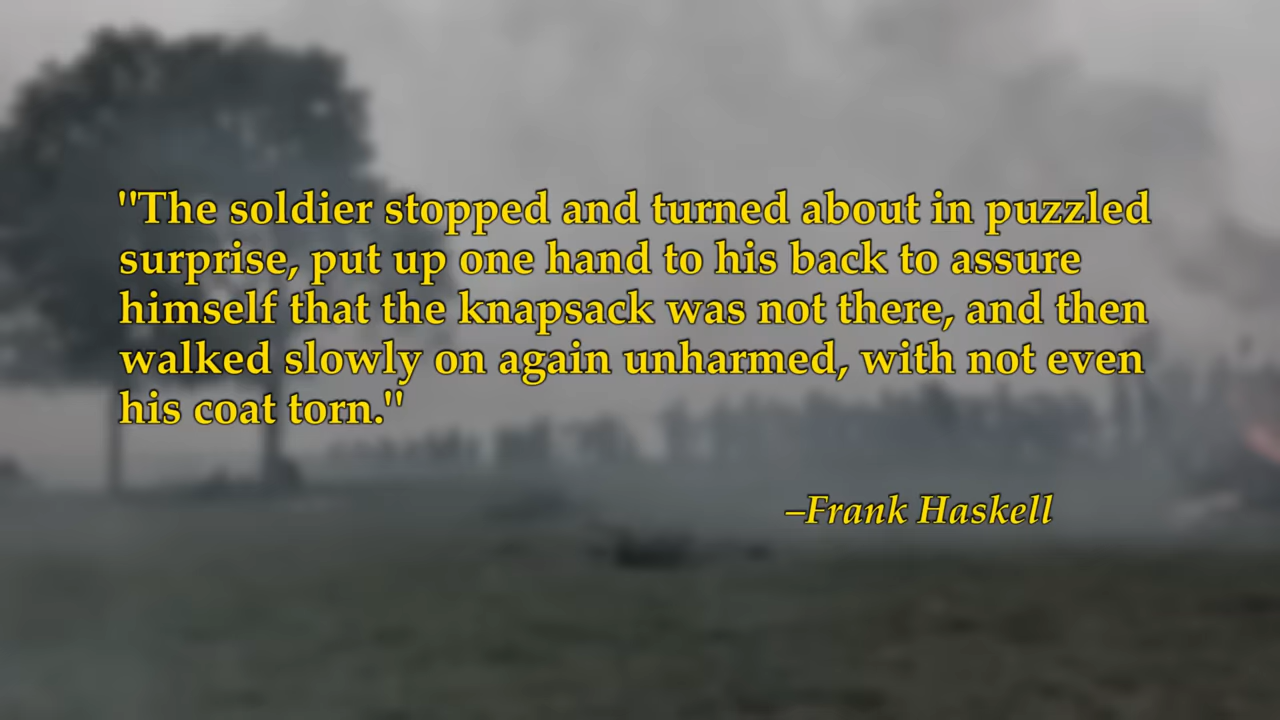 "The soldier stopped and turned about in puzzled
surprise, put up one hand to his back to assure
himself that the knapsack was not there, and then
walked slowly on again unharmed, with not even
his coat torn."
–Frank Haskell